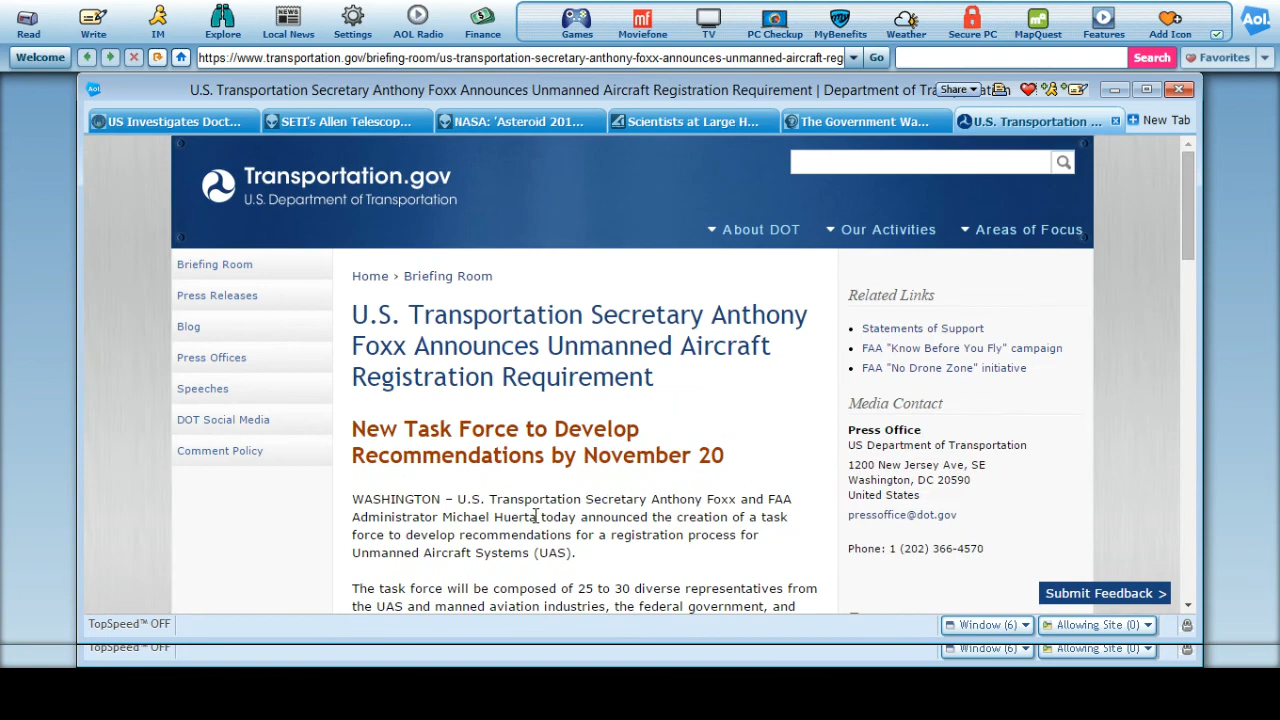 Read Write IM Explore Local News Settings AOL Radio Finance Games Moviefone TV PC Checkup MyBenefits Weather Secure PC MapQuest Features Add Icon Aol.
Welcome https://www.transportation.gov/briefing-room/us-transportation-secretary-anthony-foxx-announces-unmanned-aircraft-reg Go Search Favorites
Aol. U.S. Transportation Secretary Anthony Foxx Announces Unmanned Aircraft Registration Requirement | Department of Tra Share tation
US Investigates Doct... SETI's Allen Telescop... NASA: 'Asteroid 201... Scientists at Large H... The Government Wa... U.S. Transportation ... New Tab
Transportation.gov
U.S. Department of Transportation
About DOT Our Activities Areas of Focus
Briefing Room
Press Releases
Blog
Press Offices
Speeches
DOT Social Media
Comment Policy
Home › Briefing Room
U.S. Transportation Secretary Anthony
Foxx Announces Unmanned Aircraft
Registration Requirement
New Task Force to Develop
Recommendations by November 20
WASHINGTON – U.S. Transportation Secretary Anthony Foxx and FAA
Administrator Michael Huerta today announced the creation of a task
force to develop recommendations for a registration process for
Unmanned Aircraft Systems (UAS).
The task force will be composed of 25 to 30 diverse representatives from
the UAS and manned aviation industries, the federal government, and
Related Links
Statements of Support
FAA "Know Before You Fly" campaign
FAA "No Drone Zone" initiative
Media Contact
Press Office
US Department of Transportation
1200 New Jersey Ave, SE
Washington, DC 20590
United States
pressoffice@dot.gov
Phone: 1 (202) 366-4570
Submit Feedback >
TopSpeed™ OFF Window (6) Allowing Site (0)
TopSpeed™ OFF Window (6) Allowing Site (0)